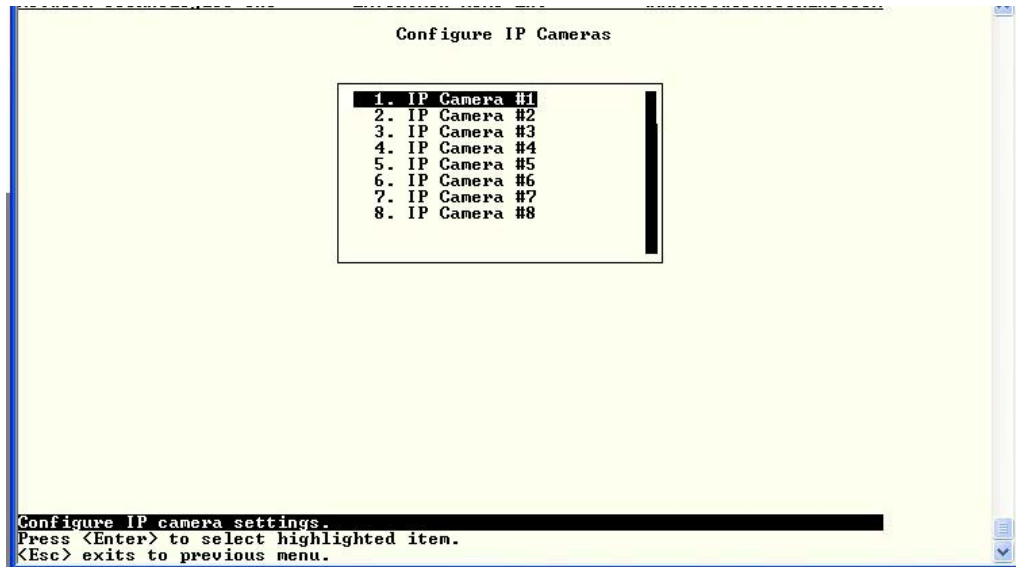 Configure IP Cameras
1. IP Camera #1
2. IP Camera #2
3. IP Camera #3
4. IP Camera #4
5. IP Camera #5
6. IP Camera #6
7. IP Camera #7
8. IP Camera #8
Configure IP camera settings.
Press <Enter> to select highlighted item.
<Esc> exits to previous menu.